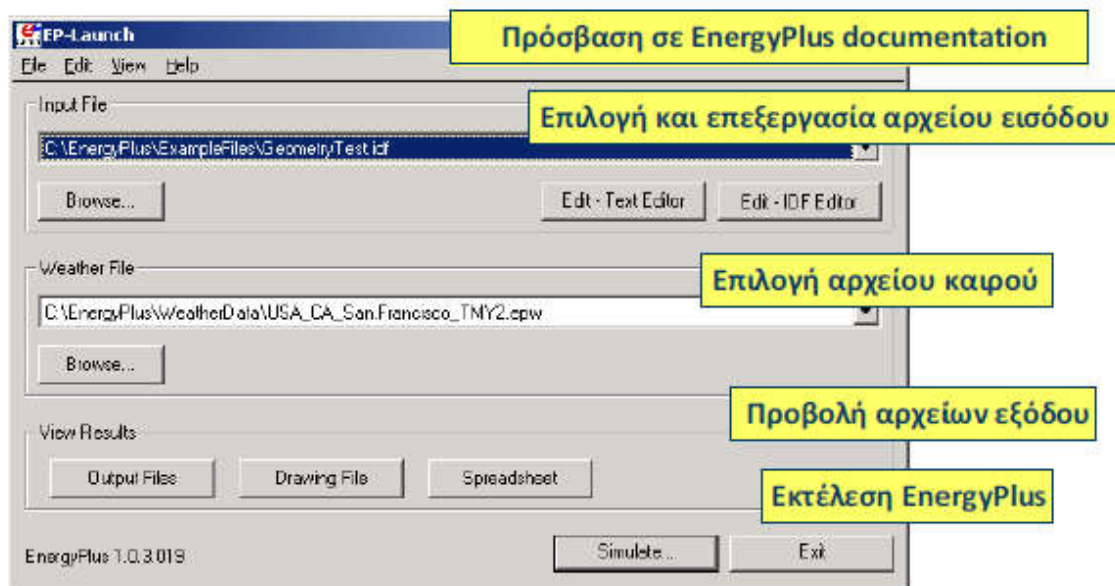 EP-Launch
Πρόσβαση σε EnergyPlus documentation
File Edit View Help
Input File
Επιλογή και επεξεργασία αρχείου εισόδου
C:\EnergyPlus\ExampleFiles\GeometryTest.idf
Browse... Edit - Text Editor Edit - IDF Editor
Weather File
Επιλογή αρχείου καιρού
C:\EnergyPlus\WeatherData\USA_CA_San.Francisco_TMY2.epw
Browse...
Προβολή αρχείων εξόδου
View Results
Output Files Drawing File Spreadsheet
Εκτέλεση EnergyPlus
EnergyPlus 1.0.3.019 Simulate... Exit